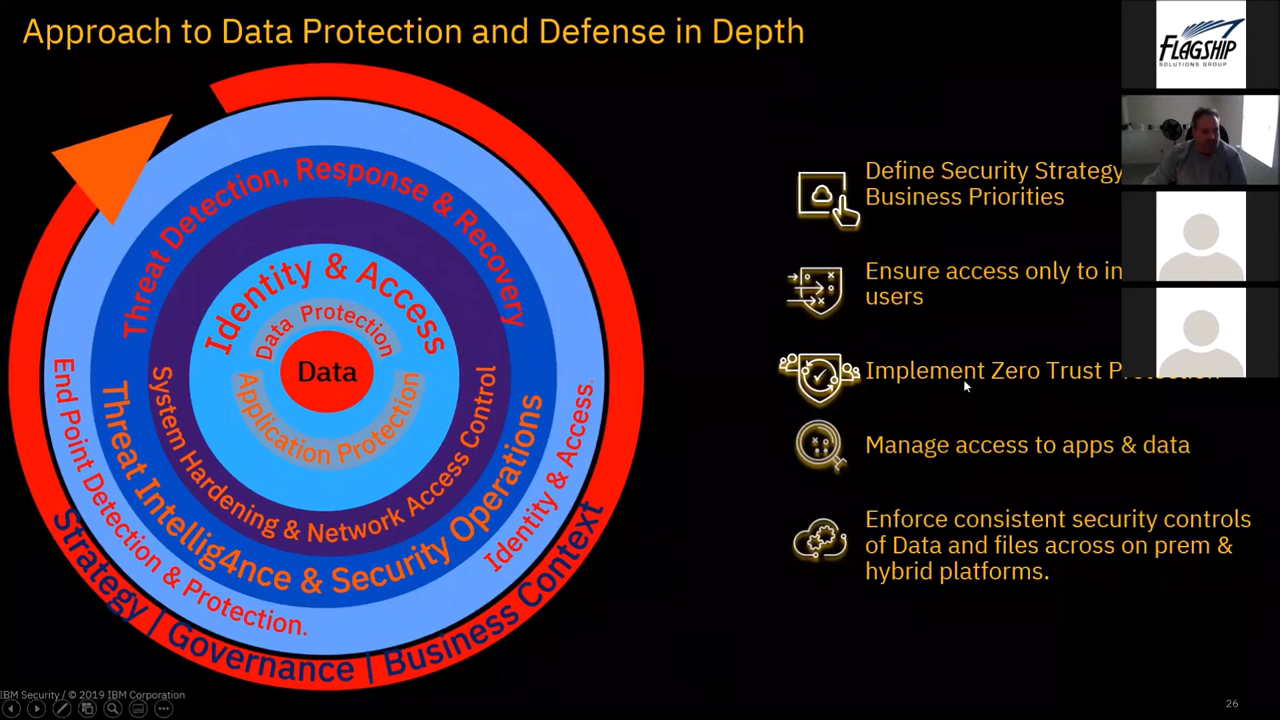 Approach to Data Protection and Defense in Depth
FLAGSHIP
SOLUTIONS GROUP
Threat Detection, Response & Recovery
Identity & Access
Data Protection
Data
Application Protection
System Hardening & Network Access Control
Threat Intellig4nce & Security Operations
End Point Detection & Protection.
Identity & Access.
Strategy | Governance | Business Context
Define Security Strategy
Business Priorities
Ensure access only to
users
Implement Zero Trust Protection
Manage access to apps & data
Enforce consistent security controls
of Data and files across on prem &
hybrid platforms.
IBM Security / © 2019 IBM Corporation
26